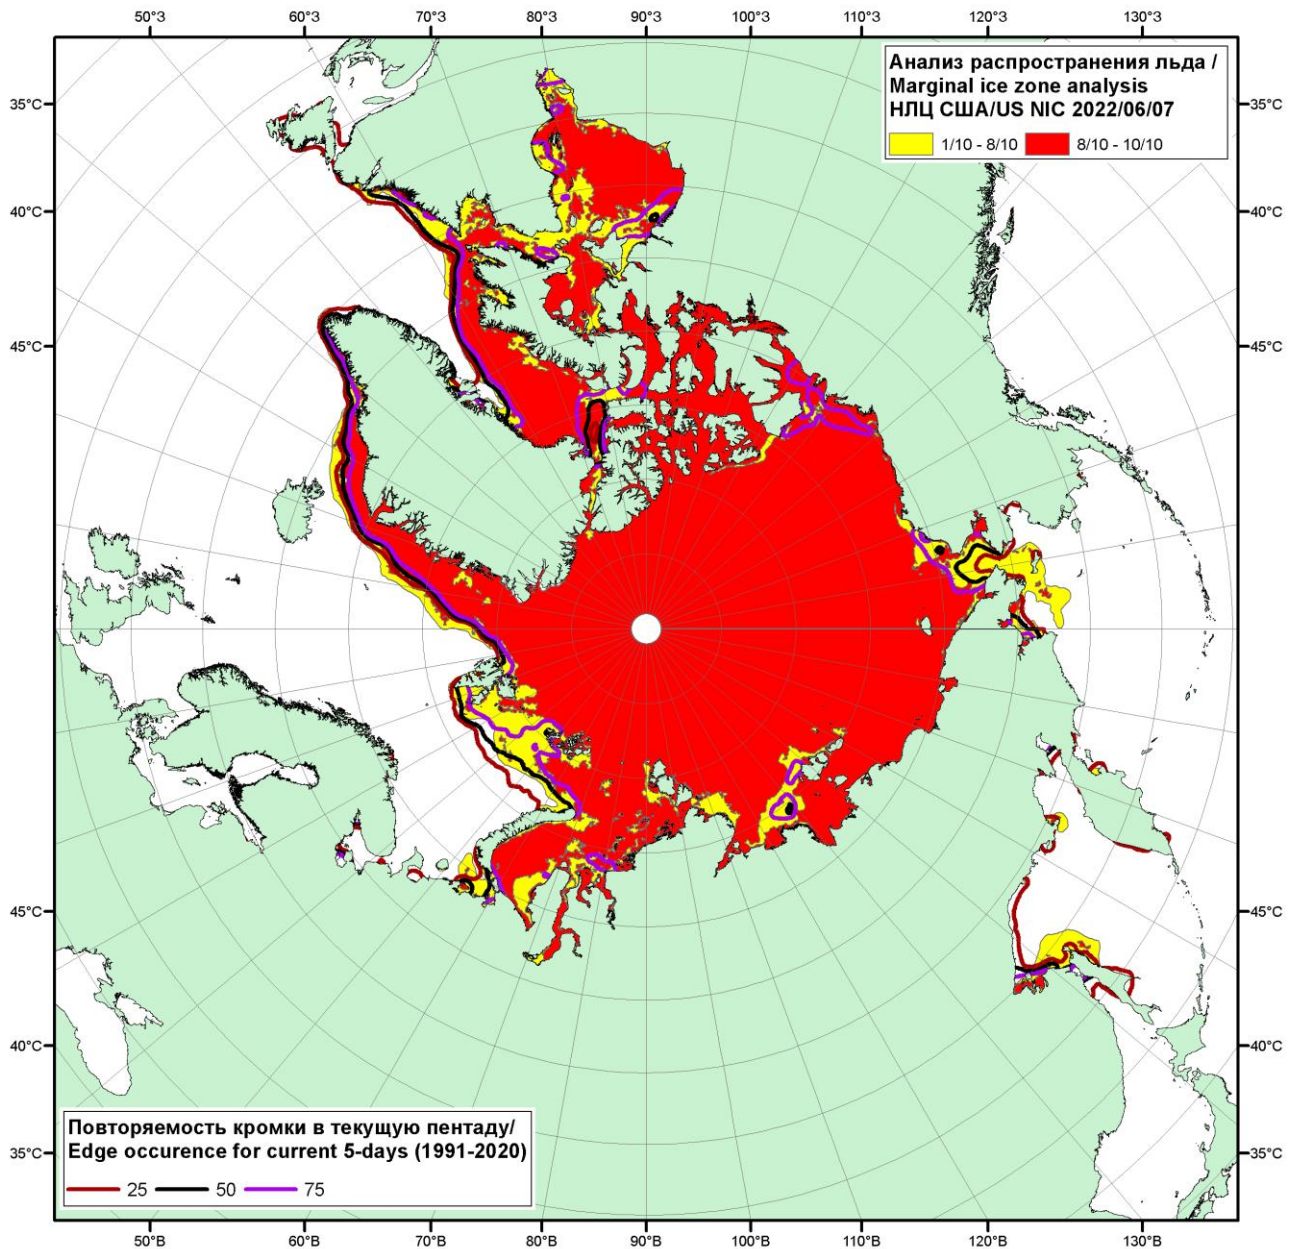 50°З 60°З 70°З 80°З 90°З 100°З 110°З 120°З 130°З
Анализ распространения льда /
Marginal ice zone analysis
НЛЦ США/US NIC 2022/06/07
1/10 - 8/10 8/10 - 10/10
35°С 35°С
40°С 40°С
45°С 45°С
45°С 45°С
40°С 40°С
Повторяемость кромки в текущую пентаду/
Edge occurence for current 5-days (1991-2020)
25 50 75
35°С 35°С
50°В 60°В 70°В 80°В 90°В 100°В 110°В 120°В 130°В